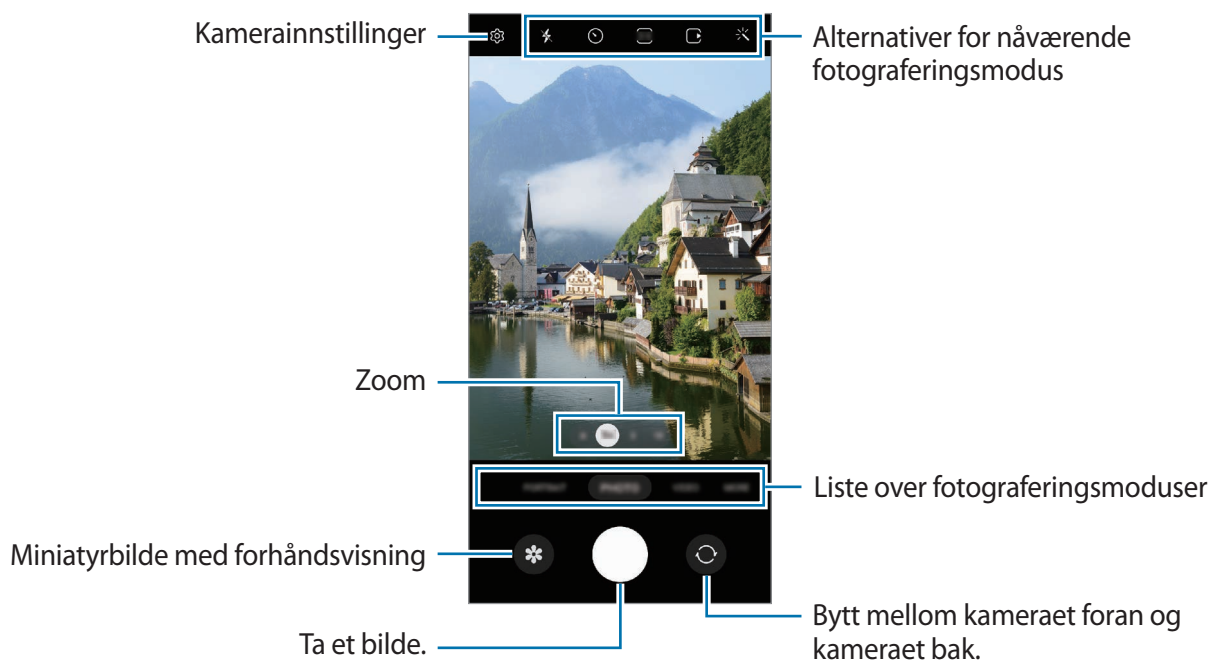 Kamerainnstillinger
Alternativer for nåværende
fotograferingsmodus
Zoom
PHOTO
Liste over fotograferingsmoduser
Miniatyrbilde med forhåndsvisning
Ta et bilde.
Bytt mellom kameraet foran og
kameraet bak.